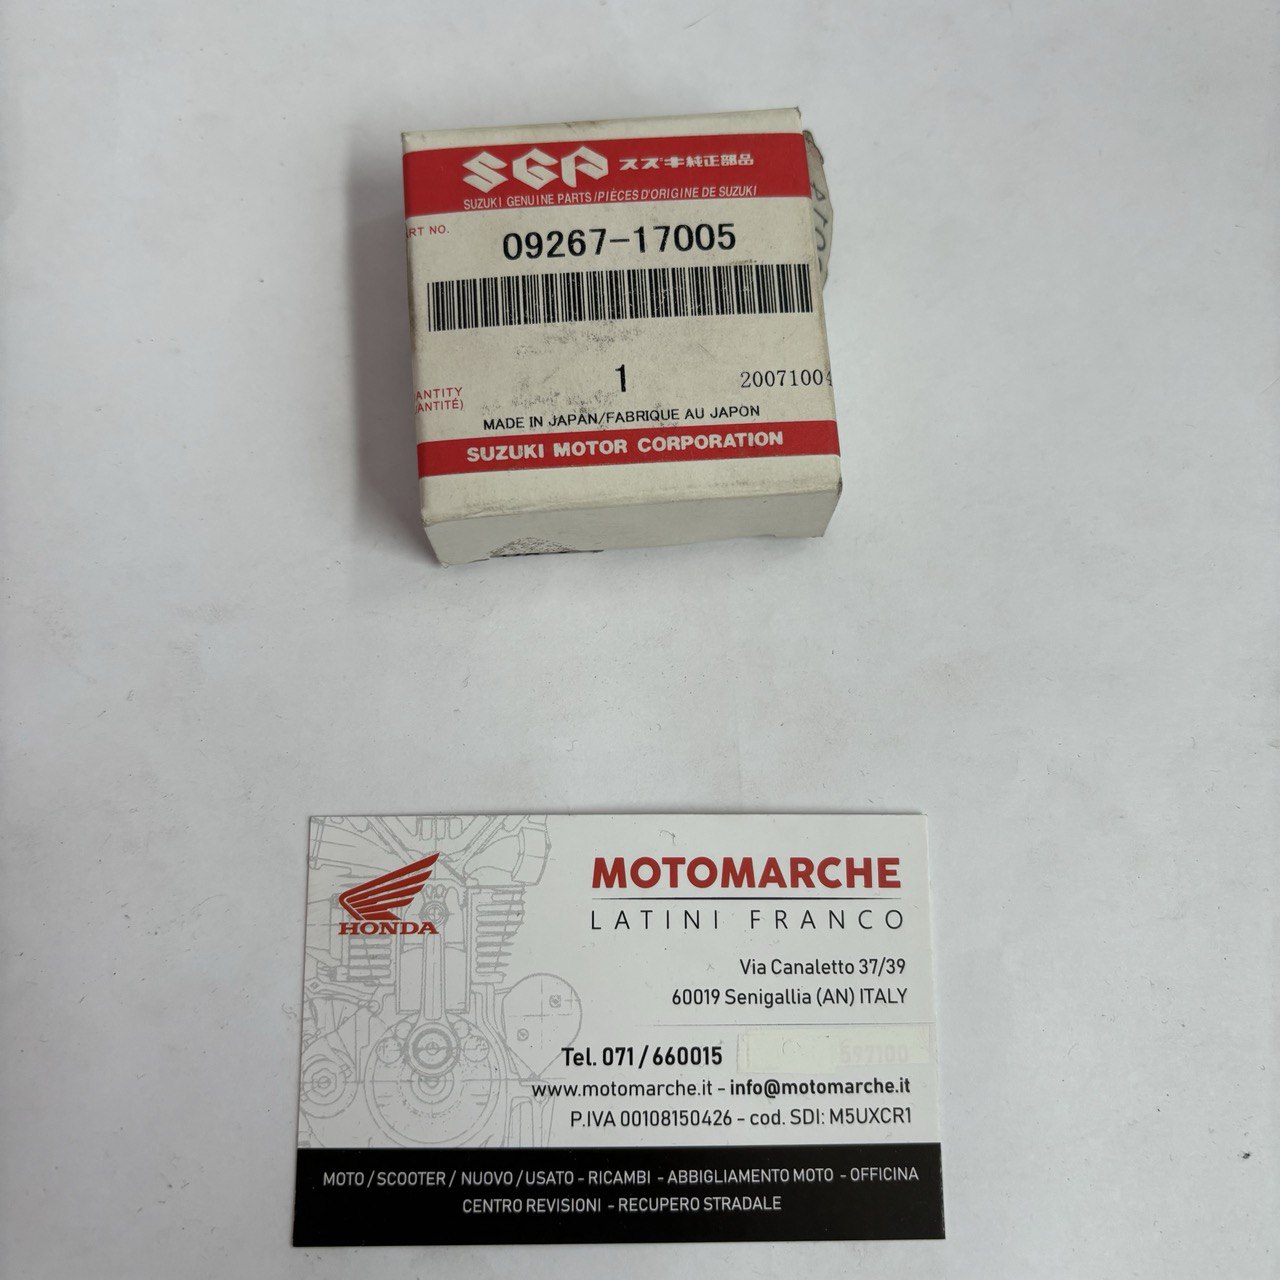 SGP スズキ純正部品
SUZUKI GENUINE PARTS/PIÈCES D'ORIGINE DE SUZUKI
RT NO.
09267-17005
1
20071004
ANTITY
ANTITÉ)
MADE IN JAPAN/FABRIQUE AU JAPON
SUZUKI MOTOR CORPORATION
HONDA
MOTOMARCHE
LATINI FRANCO
Via Canaletto 37/39
60019 Senigallia (AN) ITALY
Tel. 071/660015
597100
www.motomarche.it - info@motomarche.it
P.IVA 00108150426 - cod. SDI: M5UXCR1
MOTO / SCOOTER / NUOVO / USATO - RICAMBI - ABBIGLIAMENTO MOTO - OFFICINA
CENTRO REVISIONI - RECUPERO STRADALE